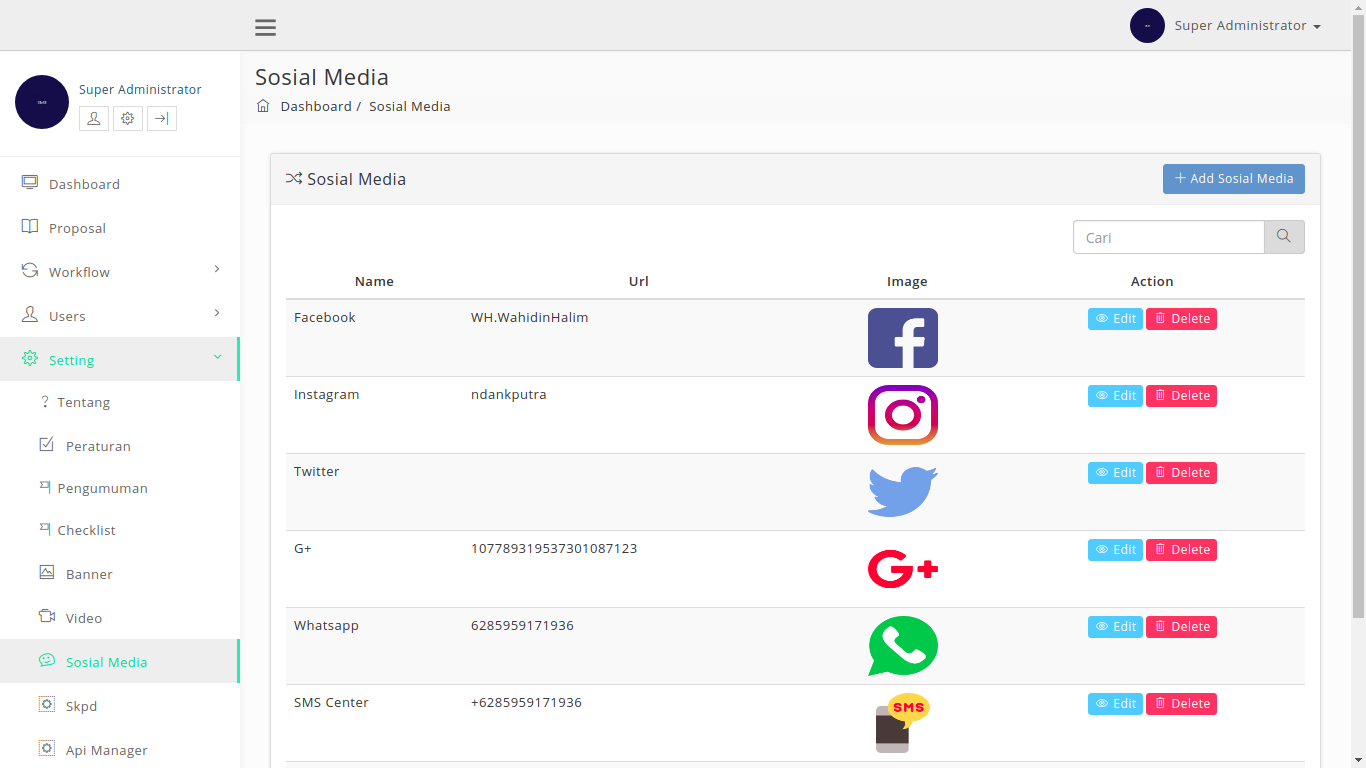 Super Administrator
SMS
Super Administrator
Sosial Media
Dashboard / Sosial Media
Dashboard
Proposal
Workflow
Users
Setting
? Tentang
Peraturan
Pengumuman
Checklist
Banner
Video
Sosial Media
Skpd
Api Manager
Sosial Media
+ Add Sosial Media
Cari
Name Url Image Action
Facebook WH.WahidinHalim Edit Delete
Instagram ndankputra Edit Delete
Twitter Edit Delete
G+ 107789319537301087123 G+ Edit Delete
Whatsapp 6285959171936 Edit Delete
SMS Center +6285959171936 SMS Edit Delete